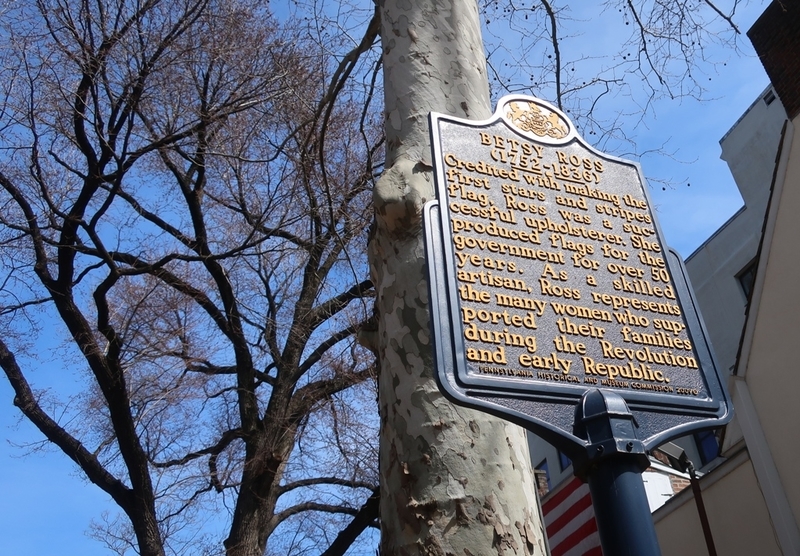 BETSY ROSS
(1752-1836)
Credited with making the
first stars and stripes
flag, Ross was a suc-
cessful upholsterer. She
produced flags for the
government for over 50
years. As a skilled
artisan, Ross represents
the many women who sup-
ported their families
during the Revolution
and early Republic.
PENNSYLVANIA HISTORICAL AND MUSEUM COMMISSION 2009